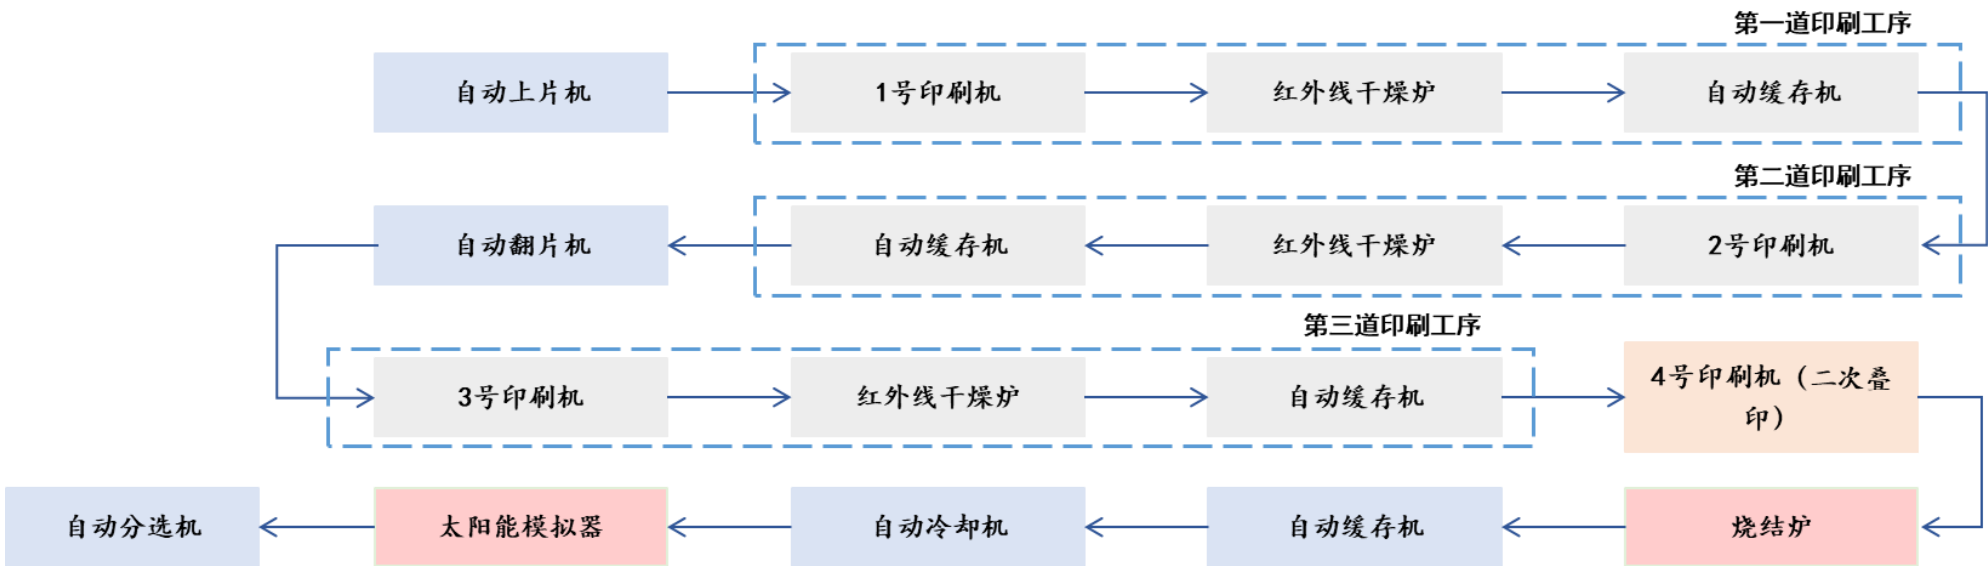 第一道印刷工序
自动上片机
1号印刷机
红外线干燥炉
自动缓存机
第二道印刷工序
自动翻片机
自动缓存机
红外线干燥炉
2号印刷机
第三道印刷工序
3号印刷机
红外线干燥炉
自动缓存机
4号印刷机（二次叠
印）
自动分选机
太阳能模拟器
自动冷却机
自动缓存机
烧结炉